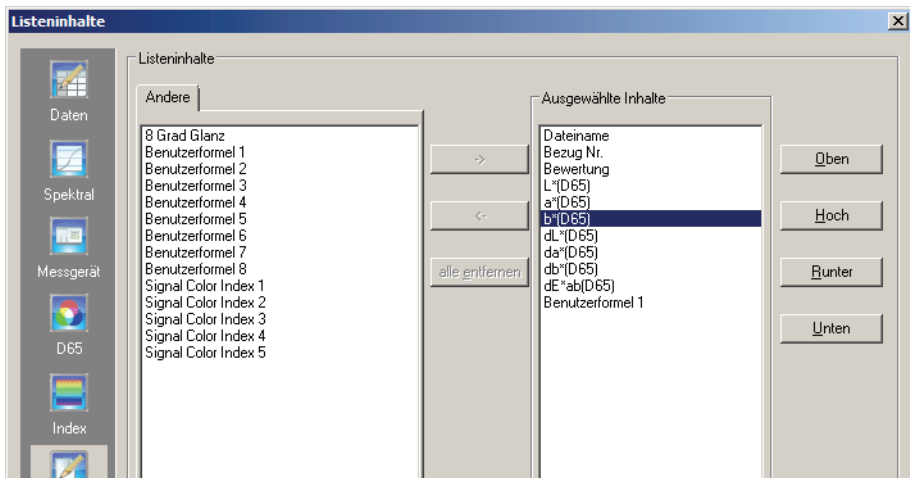 Listeninhalte
Daten
Spektral
Messgerät
D65
Index
Listeninhalte
Andere
8 Grad Glanz
Benutzerformel 1
Benutzerformel 2
Benutzerformel 3
Benutzerformel 4
Benutzerformel 5
Benutzerformel 6
Benutzerformel 7
Benutzerformel 8
Signal Color Index 1
Signal Color Index 2
Signal Color Index 3
Signal Color Index 4
Signal Color Index 5
->
<-
alle entfernen
Ausgewählte Inhalte
Dateiname
Bezug Nr.
Bewertung
L*(D65)
a*(D65)
b*(D65)
dL*(D65)
da*(D65)
db*(D65)
dE*ab(D65)
Benutzerformel 1
Oben
Hoch
Runter
Unten